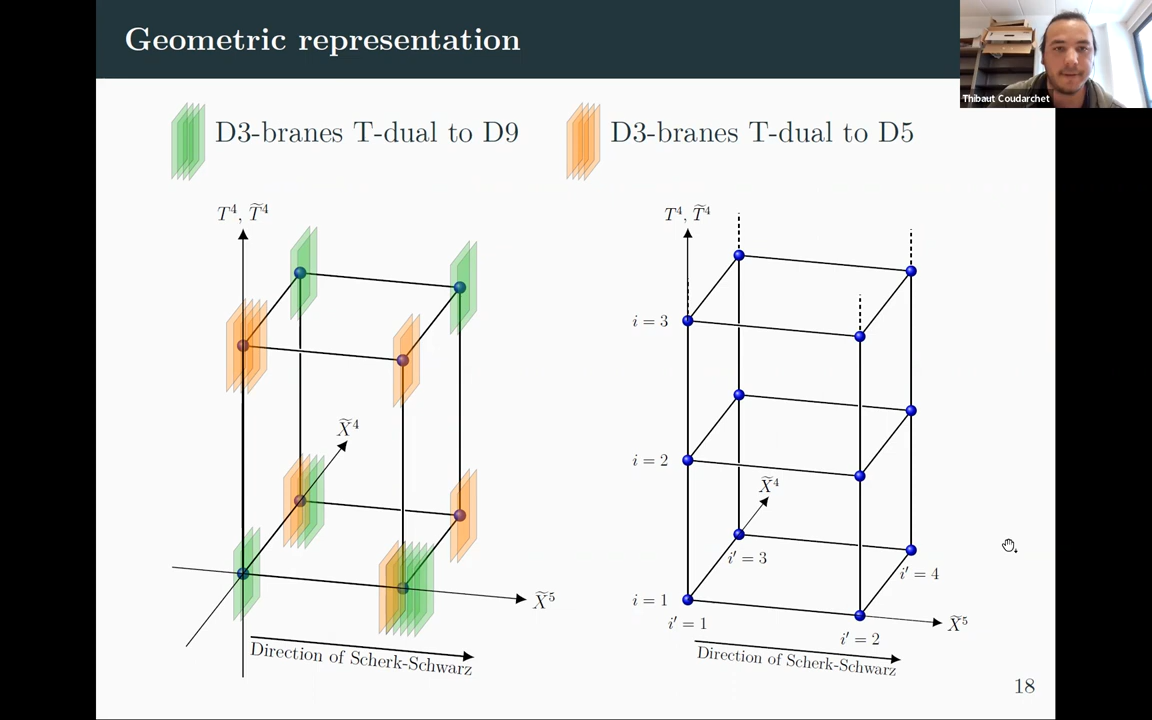 Geometric representation
Thibaut Coudarchet
D3-branes T-dual to D9
D3-branes T-dual to D5
T⁴, T̃⁴
X̃⁴
X̃⁵
Direction of Scherk-Schwarz
T⁴, T̃⁴
i = 3
i = 2
X̃⁴
i′ = 3
i′ = 4
i = 1
i′ = 1
i′ = 2
X̃⁵
Direction of Scherk-Schwarz
18